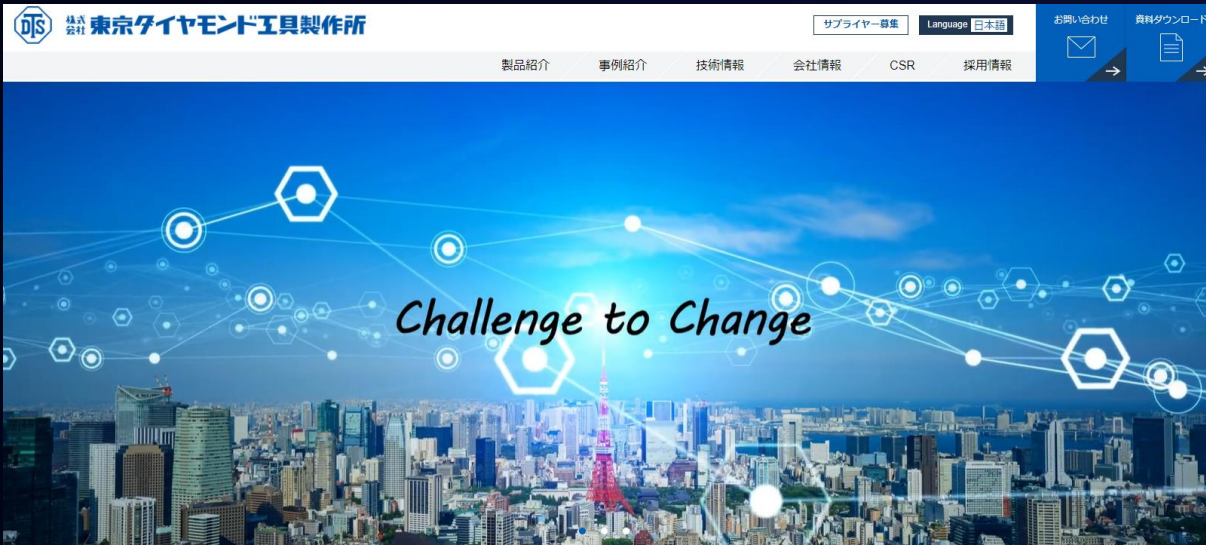 DTS 株式会社 東京ダイヤモンド工具製作所
サプライヤー募集
Language 日本語
お問い合わせ
資料ダウンロード
製品紹介 事例紹介 技術情報 会社情報 CSR 採用情報
Challenge to Change